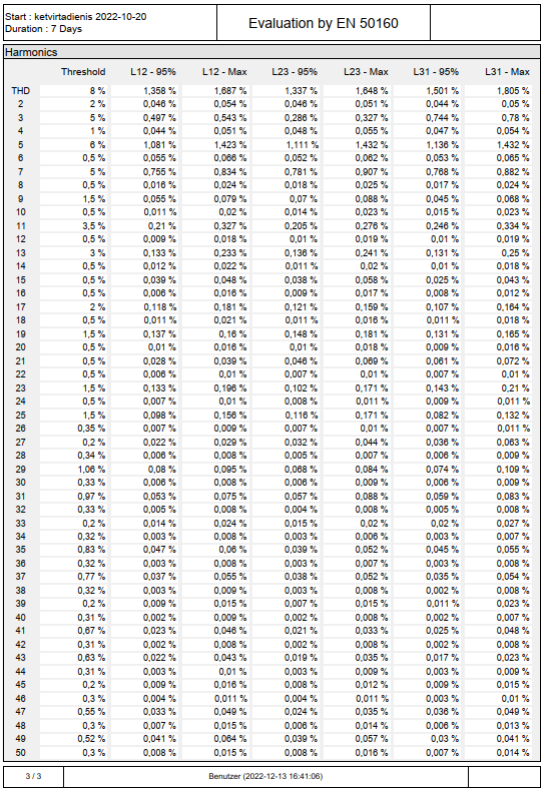 Start : ketvirtadienis 2022-10-20
Duration : 7 Days
Evaluation by EN 50160
Harmonics
Threshold L12 - 95% L12 - Max L23 - 95% L23 - Max L31 - 95% L31 - Max
THD 8 % 1,358 % 1,687 % 1,337 % 1,648 % 1,501 % 1,805 %
2 2 % 0,046 % 0,054 % 0,046 % 0,051 % 0,044 % 0,05 %
3 5 % 0,497 % 0,543 % 0,286 % 0,327 % 0,744 % 0,78 %
4 1 % 0,044 % 0,051 % 0,048 % 0,055 % 0,047 % 0,054 %
5 6 % 1,081 % 1,423 % 1,111 % 1,432 % 1,136 % 1,432 %
6 0,5 % 0,055 % 0,066 % 0,052 % 0,062 % 0,053 % 0,065 %
7 5 % 0,755 % 0,834 % 0,781 % 0,907 % 0,768 % 0,882 %
8 0,5 % 0,016 % 0,024 % 0,018 % 0,025 % 0,017 % 0,024 %
9 1,5 % 0,055 % 0,079 % 0,07 % 0,088 % 0,045 % 0,068 %
10 0,5 % 0,011 % 0,02 % 0,014 % 0,023 % 0,015 % 0,023 %
11 3,5 % 0,21 % 0,327 % 0,205 % 0,276 % 0,246 % 0,334 %
12 0,5 % 0,009 % 0,018 % 0,01 % 0,019 % 0,01 % 0,019 %
13 3 % 0,133 % 0,233 % 0,136 % 0,241 % 0,131 % 0,25 %
14 0,5 % 0,012 % 0,022 % 0,011 % 0,02 % 0,01 % 0,018 %
15 0,5 % 0,039 % 0,048 % 0,038 % 0,058 % 0,025 % 0,043 %
16 0,5 % 0,006 % 0,016 % 0,009 % 0,017 % 0,008 % 0,012 %
17 2 % 0,118 % 0,181 % 0,121 % 0,159 % 0,107 % 0,164 %
18 0,5 % 0,011 % 0,021 % 0,011 % 0,016 % 0,011 % 0,018 %
19 1,5 % 0,137 % 0,16 % 0,148 % 0,181 % 0,131 % 0,165 %
20 0,5 % 0,01 % 0,016 % 0,01 % 0,018 % 0,009 % 0,016 %
21 0,5 % 0,028 % 0,039 % 0,046 % 0,069 % 0,061 % 0,072 %
22 0,5 % 0,006 % 0,01 % 0,007 % 0,01 % 0,007 % 0,01 %
23 1,5 % 0,133 % 0,196 % 0,102 % 0,171 % 0,143 % 0,21 %
24 0,5 % 0,007 % 0,01 % 0,008 % 0,011 % 0,009 % 0,011 %
25 1,5 % 0,098 % 0,156 % 0,116 % 0,171 % 0,082 % 0,132 %
26 0,35 % 0,007 % 0,009 % 0,007 % 0,01 % 0,007 % 0,011 %
27 0,2 % 0,022 % 0,029 % 0,032 % 0,044 % 0,036 % 0,063 %
28 0,34 % 0,006 % 0,008 % 0,005 % 0,007 % 0,006 % 0,009 %
29 1,06 % 0,08 % 0,095 % 0,068 % 0,084 % 0,074 % 0,109 %
30 0,33 % 0,006 % 0,008 % 0,006 % 0,009 % 0,006 % 0,009 %
31 0,97 % 0,053 % 0,075 % 0,057 % 0,088 % 0,059 % 0,083 %
32 0,33 % 0,005 % 0,008 % 0,004 % 0,008 % 0,005 % 0,008 %
33 0,2 % 0,014 % 0,024 % 0,015 % 0,02 % 0,02 % 0,027 %
34 0,32 % 0,003 % 0,008 % 0,003 % 0,006 % 0,003 % 0,007 %
35 0,83 % 0,047 % 0,06 % 0,039 % 0,052 % 0,045 % 0,055 %
36 0,32 % 0,003 % 0,008 % 0,003 % 0,007 % 0,003 % 0,008 %
37 0,77 % 0,037 % 0,055 % 0,038 % 0,052 % 0,035 % 0,054 %
38 0,32 % 0,003 % 0,009 % 0,003 % 0,008 % 0,002 % 0,008 %
39 0,2 % 0,009 % 0,015 % 0,007 % 0,015 % 0,011 % 0,023 %
40 0,31 % 0,002 % 0,009 % 0,002 % 0,008 % 0,002 % 0,007 %
41 0,67 % 0,023 % 0,046 % 0,021 % 0,033 % 0,025 % 0,048 %
42 0,31 % 0,002 % 0,008 % 0,002 % 0,008 % 0,002 % 0,008 %
43 0,63 % 0,022 % 0,043 % 0,019 % 0,035 % 0,017 % 0,023 %
44 0,31 % 0,003 % 0,01 % 0,003 % 0,009 % 0,003 % 0,009 %
45 0,2 % 0,009 % 0,016 % 0,008 % 0,012 % 0,009 % 0,015 %
46 0,3 % 0,004 % 0,011 % 0,004 % 0,011 % 0,003 % 0,01 %
47 0,55 % 0,033 % 0,049 % 0,024 % 0,035 % 0,036 % 0,049 %
48 0,3 % 0,007 % 0,015 % 0,006 % 0,014 % 0,006 % 0,013 %
49 0,52 % 0,041 % 0,064 % 0,039 % 0,057 % 0,03 % 0,041 %
50 0,3 % 0,008 % 0,015 % 0,008 % 0,016 % 0,007 % 0,014 %
3 / 3 Benutzer (2022-12-13 16:41:06)